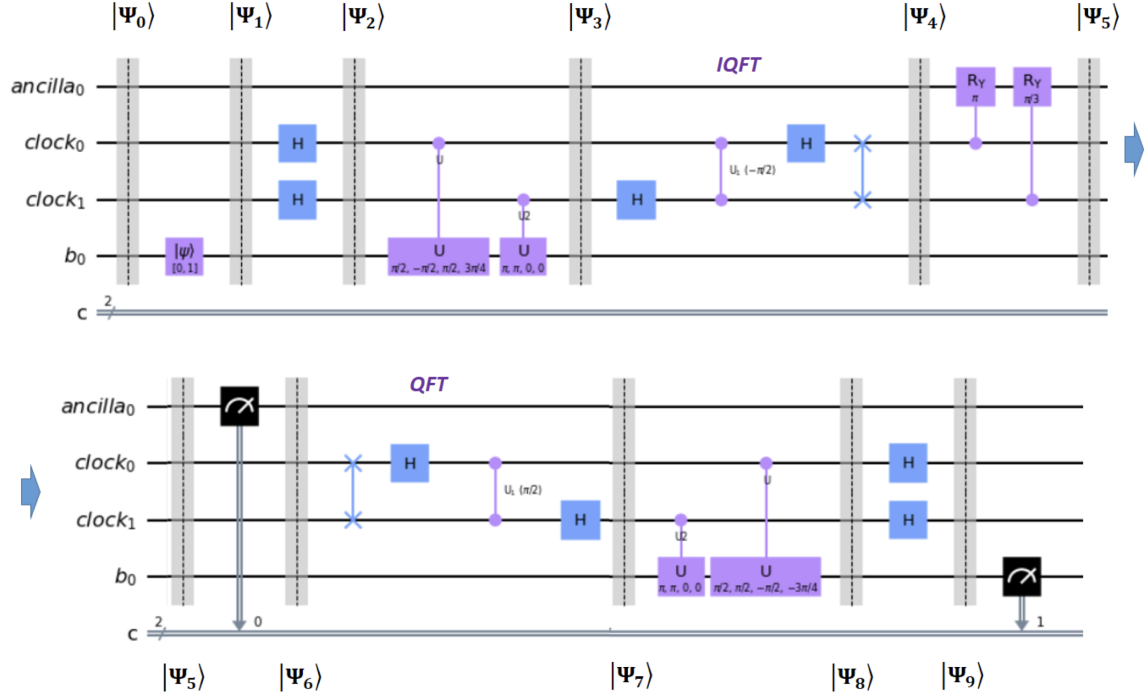 |Ψ₀⟩ |Ψ₁⟩ |Ψ₂⟩ |Ψ₃⟩ |Ψ₄⟩ |Ψ₅⟩
IQFT
ancilla₀ R_Y π R_Y π/3
clock₀ U H
U₁ (−π/2)
clock₁ H H U2 H
b₀ |ψ⟩ [0, 1] U π/2, −π/2, π/2, 3π/4 U π, π, 0, 0
c 2
QFT
ancilla₀
clock₀ H U H
U₁ (π/2)
clock₁ H U2 H
b₀ U π, π, 0, 0 U π/2, π/2, −π/2, −3π/4
c 2 0 1
|Ψ₅⟩ |Ψ₆⟩ |Ψ₇⟩ |Ψ₈⟩ |Ψ₉⟩